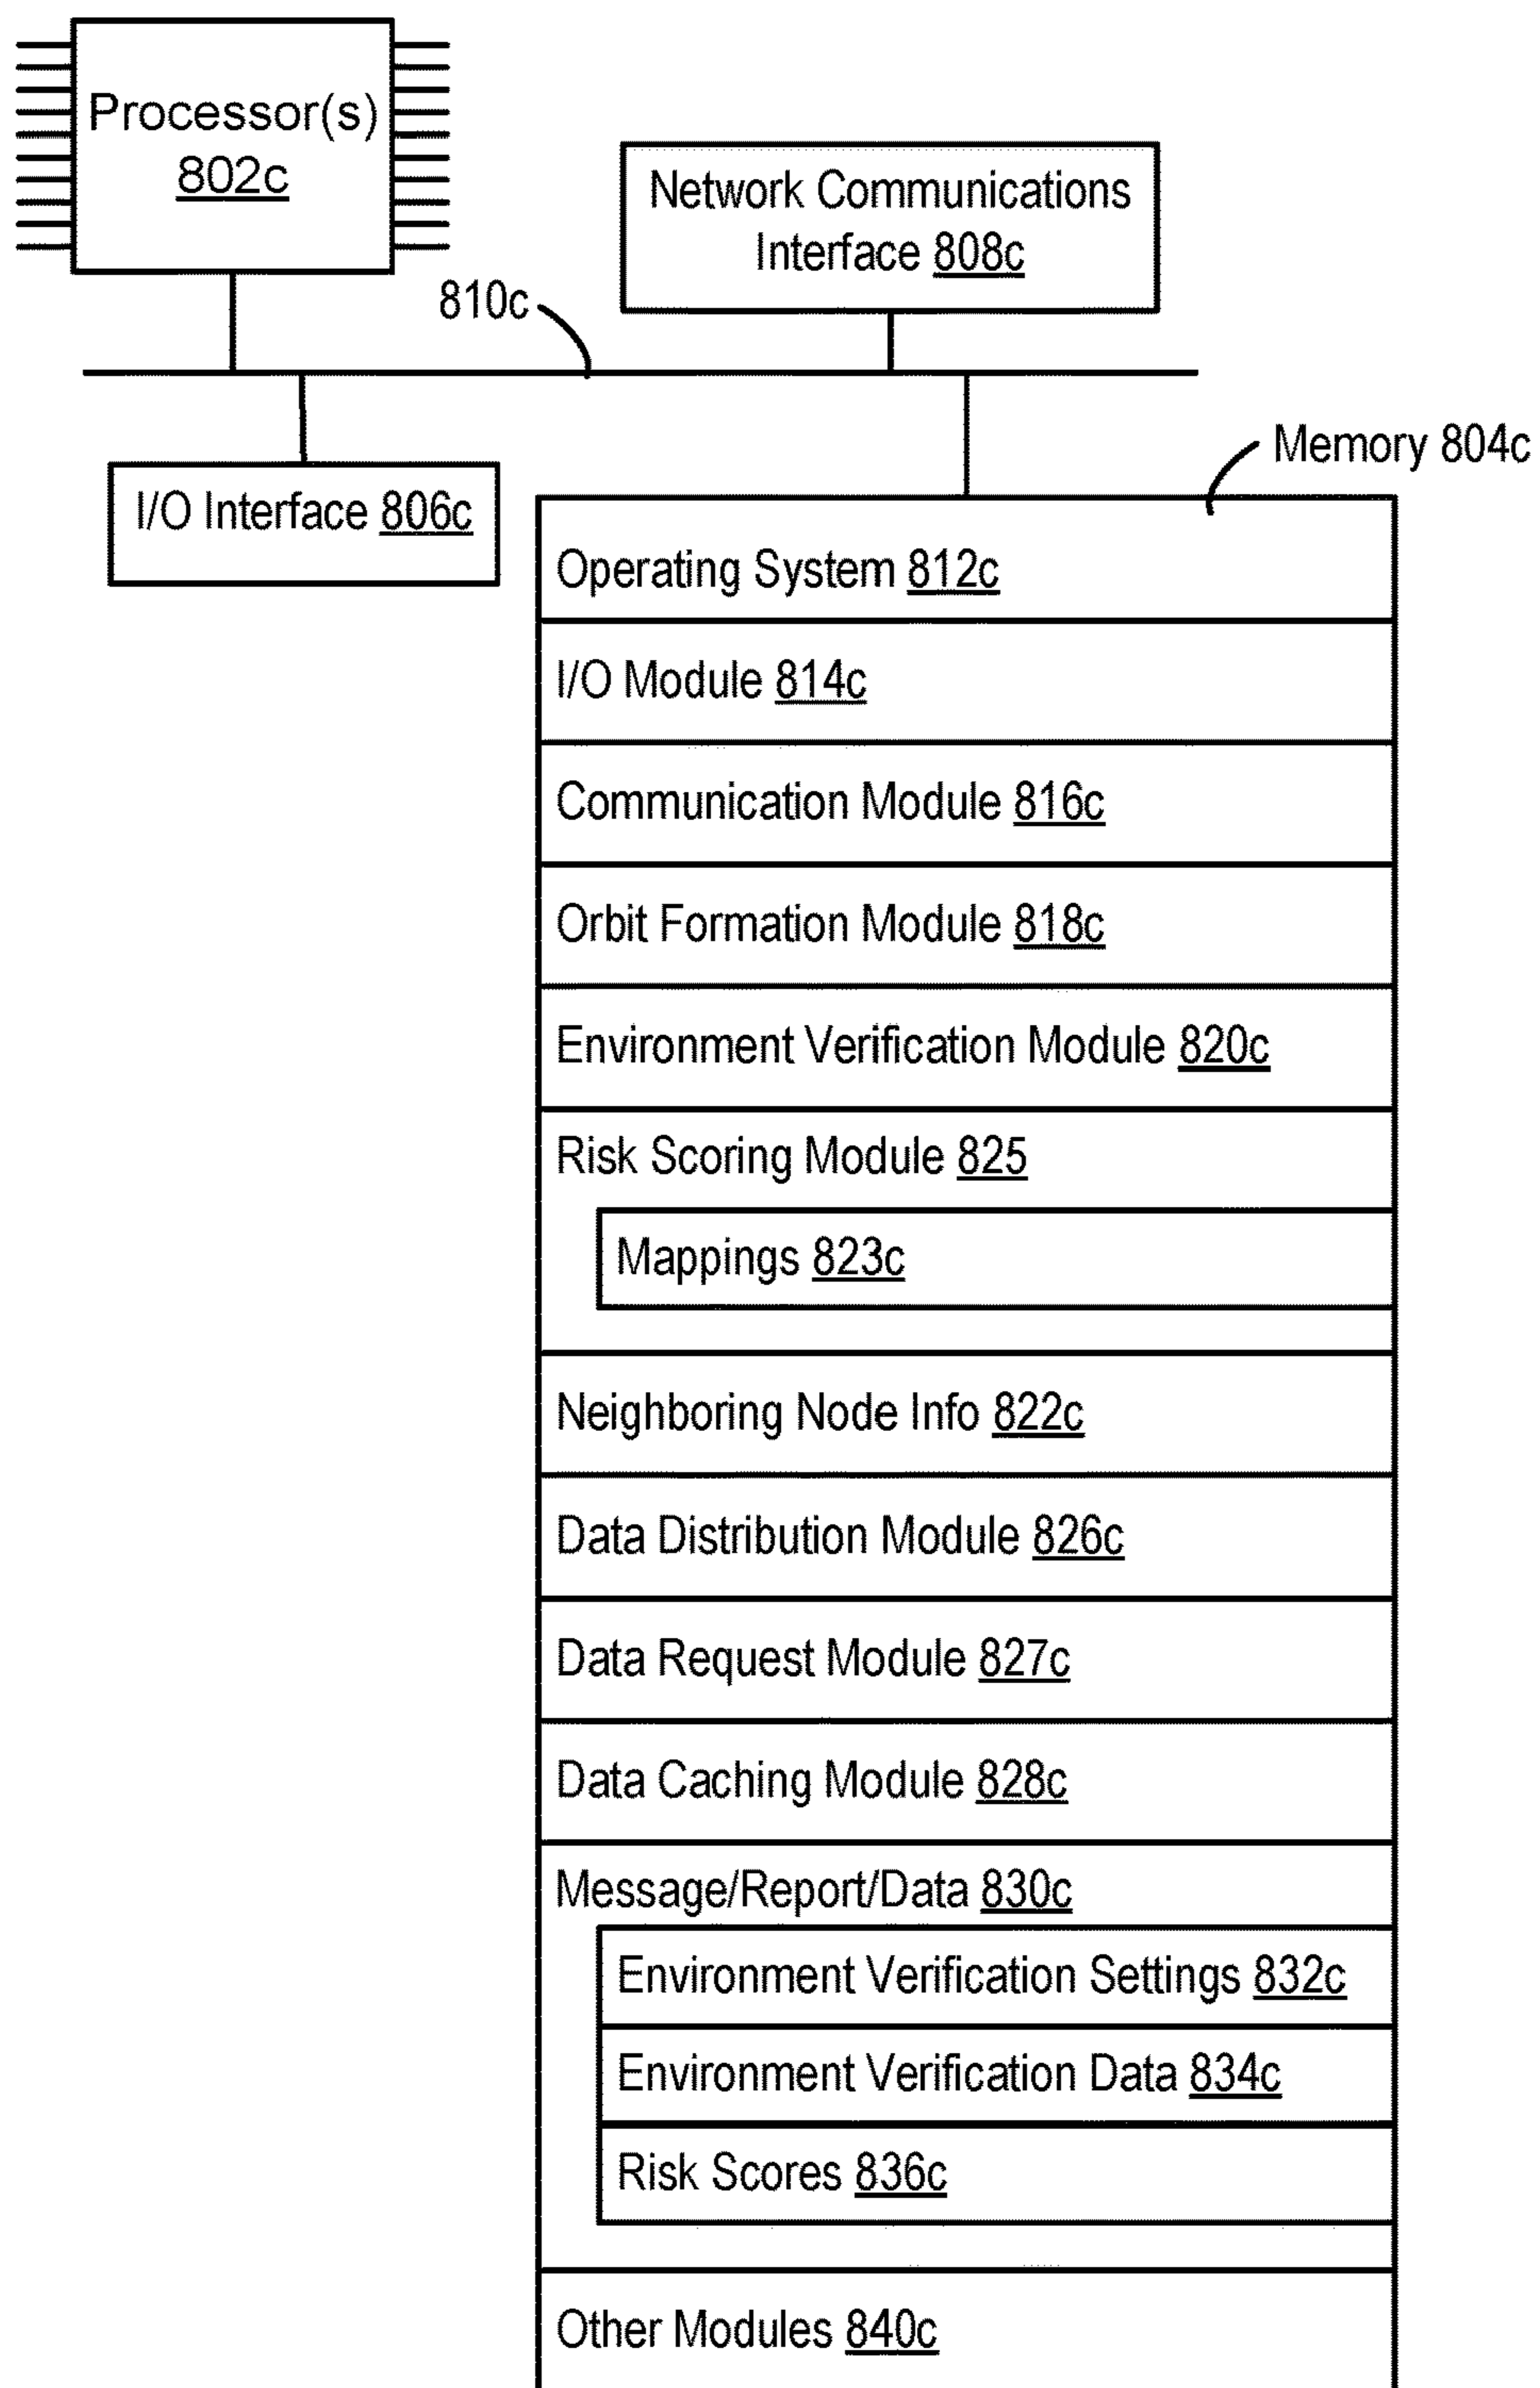 Processor(s)
802c
Network Communications
Interface 808c
810c
Memory 804c
I/O Interface 806c
Operating System 812c
I/O Module 814c
Communication Module 816c
Orbit Formation Module 818c
Environment Verification Module 820c
Risk Scoring Module 825
Mappings 823c
Neighboring Node Info 822c
Data Distribution Module 826c
Data Request Module 827c
Data Caching Module 828c
Message/Report/Data 830c
Environment Verification Settings 832c
Environment Verification Data 834c
Risk Scores 836c
Other Modules 840c